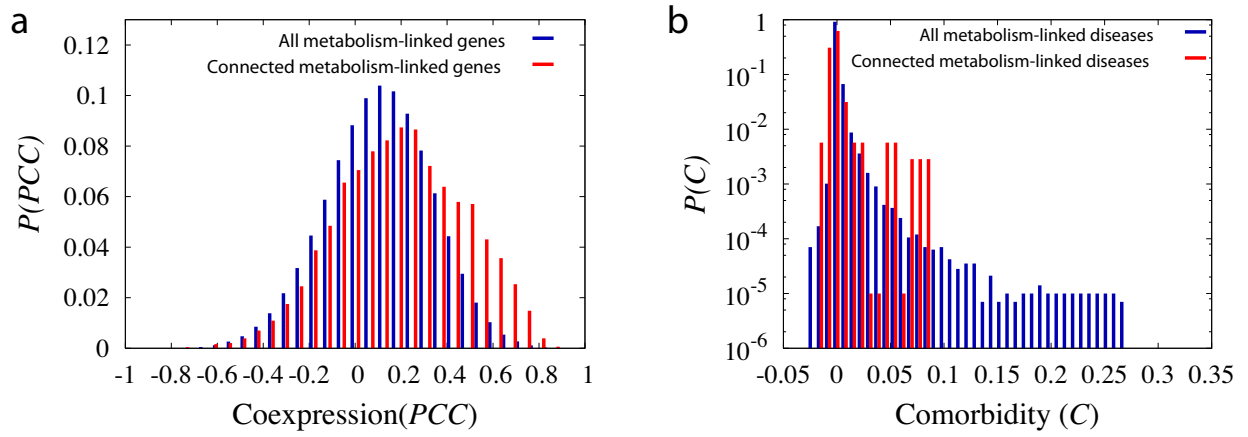 a
0.12
0.1
0.08
0.06
0.04
0.02
0
P(PCC)
All metabolism-linked genes
Connected metabolism-linked genes
-1 -0.8 -0.6 -0.4 -0.2 0 0.2 0.4 0.6 0.8 1
Coexpression(PCC)
b
1
10-1
10-2
10-3
10-4
10-5
10-6
P(C)
All metabolism-linked diseases
Connected metabolism-linked diseases
-0.05 0 0.05 0.1 0.15 0.2 0.25 0.3 0.35
Comorbidity (C)